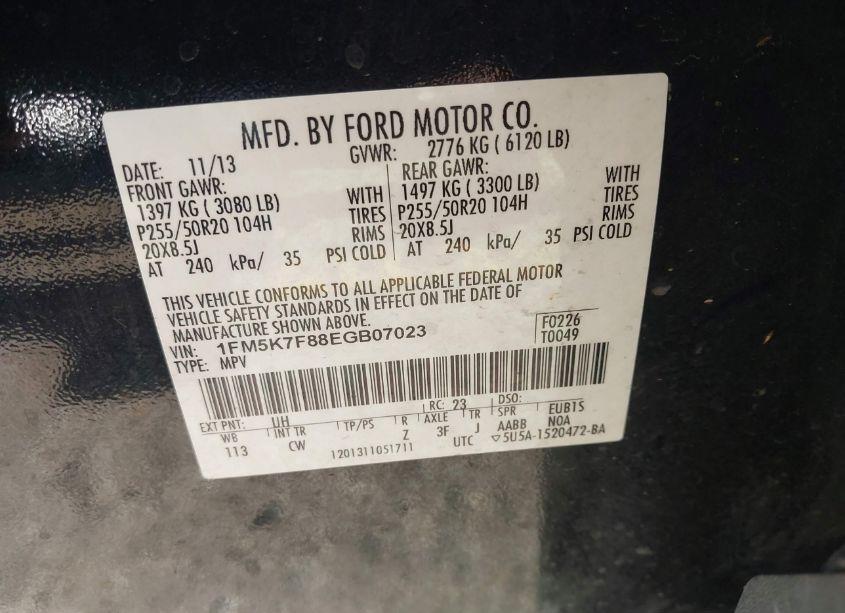 MFD. BY FORD MOTOR CO.
DATE: 11/13 GVWR: 2776 KG ( 6120 LB)
FRONT GAWR: WITH
1397 KG ( 3080 LB) TIRES
P255/50R20 104H RIMS
20X8.5J
AT 240 kPa/ 35 PSI COLD
REAR GAWR: WITH
1497 KG ( 3300 LB) TIRES
P255/50R20 104H RIMS
20X8.5J
AT 240 kPa/ 35 PSI COLD
THIS VEHICLE CONFORMS TO ALL APPLICABLE FEDERAL MOTOR
VEHICLE SAFETY STANDARDS IN EFFECT ON THE DATE OF
MANUFACTURE SHOWN ABOVE.
VIN: 1FM5K7F88EGB07023 F0226
TYPE: MPV T0049
EXT PNT: UH RC: 23 DSO:
WB INT TR TP/PS R AXLE TR SPR EUB1S
113 CW Z 3F J AABB N0A
1201311051711 UTC ▽5U5A-1520472-BA